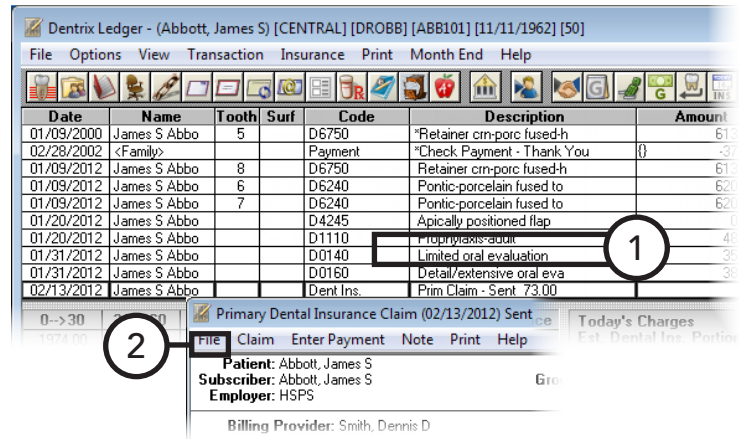 Dentrix Ledger - (Abbott, James S) [CENTRAL] [DROBB] [ABB101] [11/11/1962] [50]
File Options View Transaction Insurance Print Month End Help
Date Name Tooth Surf Code Description Amount
01/09/2000 James S Abbo 5 D6750 *Retainer crn-porc fused-h 613
02/28/2002 <Family> Payment *Check Payment - Thank You {} -37
01/09/2012 James S Abbo 8 D6750 Retainer crn-porc fused-h 613
01/09/2012 James S Abbo 6 D6240 Pontic-porcelain fused to 620
01/09/2012 James S Abbo 7 D6240 Pontic-porcelain fused to 620
01/20/2012 James S Abbo D4245 Apically positioned flap 0
01/20/2012 James S Abbo D1110 Prophylaxis-adult 48
01/31/2012 James S Abbo D0140 Limited oral evaluation 35
01/31/2012 James S Abbo D0160 Detail/extensive oral eva 38
02/13/2012 James S Abbo Dent Ins. Prim Claim - Sent 73.00
1
0-->30 Today's Charges
1974.00 Est. Dental Ins. Portion
Primary Dental Insurance Claim (02/13/2012) Sent
2
File Claim Enter Payment Note Print Help
Patient: Abbott, James S
Subscriber: Abbott, James S Gro
Employer: HSPS
Billing Provider: Smith, Dennis D